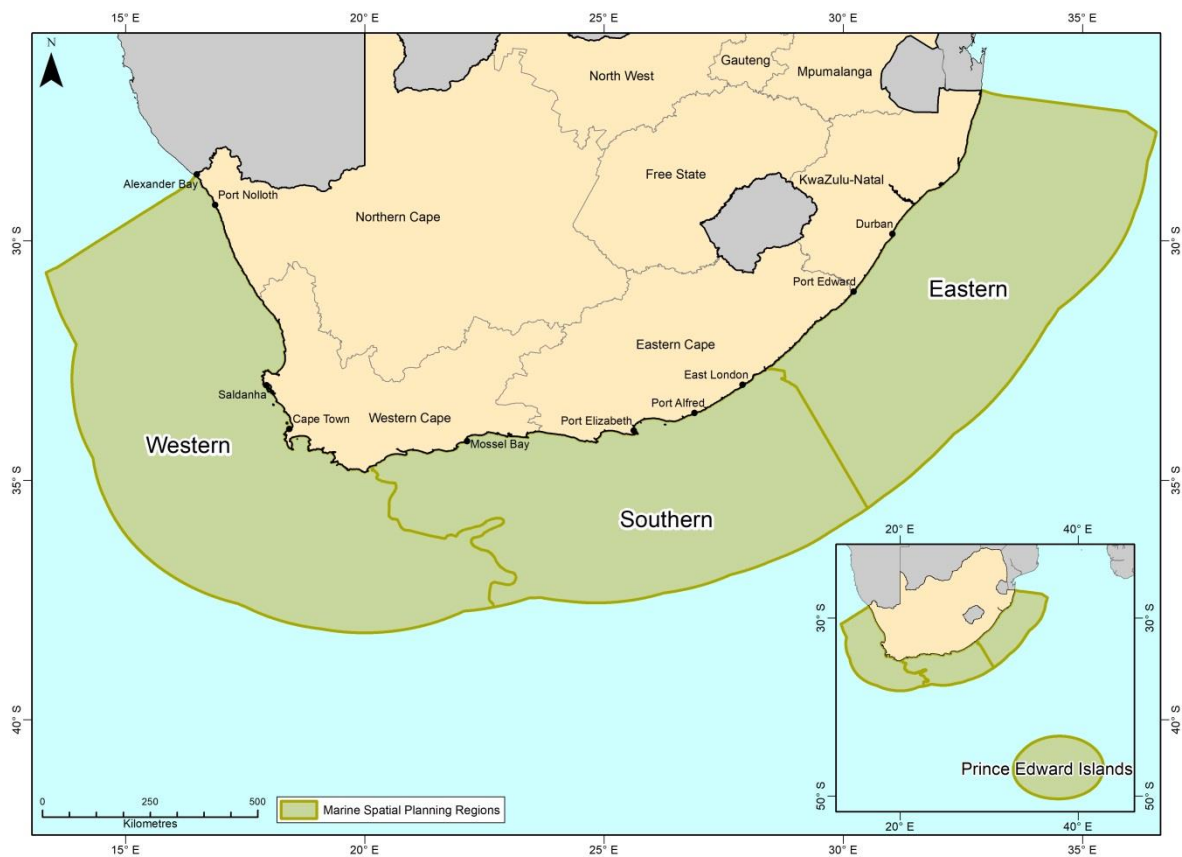 15° E 20° E 25° E 30° E 35° E
N
North West
Gauteng
Mpumalanga
Free State
KwaZulu-Natal
Alexander Bay
Port Nolloth
Northern Cape
Durban
30° S
30° S
Port Edward
Eastern
Eastern Cape
East London
Saldanha
Port Alfred
Cape Town
Western Cape
Port Elizabeth
Mossel Bay
Western
35° S
35° S
Southern
20° E 40° E
30° S
30° S
40° S
40° S
Prince Edward Islands
50° S
50° S
20° E 40° E
0 250 500
Kilometres
Marine Spatial Planning Regions
15° E 20° E 25° E 30° E 35° E